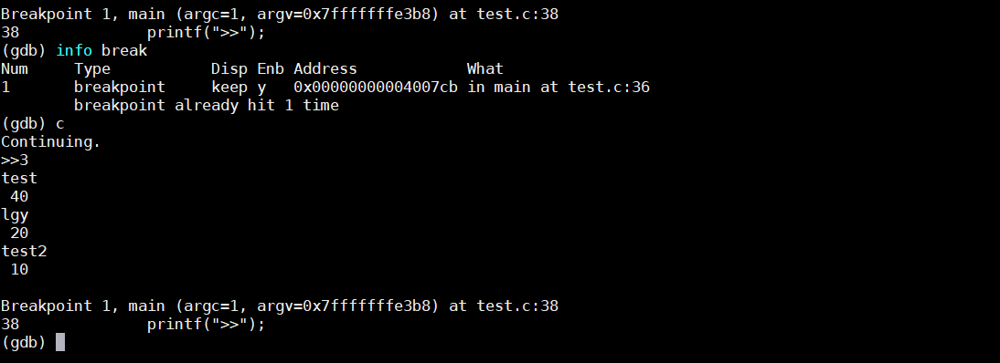 Breakpoint 1, main (argc=1, argv=0x7fffffffe3b8) at test.c:38
38              printf(">>");
(gdb) info break
Num     Type           Disp Enb Address            What
1       breakpoint     keep y   0x00000000004007cb in main at test.c:36
        breakpoint already hit 1 time
(gdb) c
Continuing.
>>3
test
 40
lgy
 20
test2
 10
Breakpoint 1, main (argc=1, argv=0x7fffffffe3b8) at test.c:38
38              printf(">>");
(gdb)